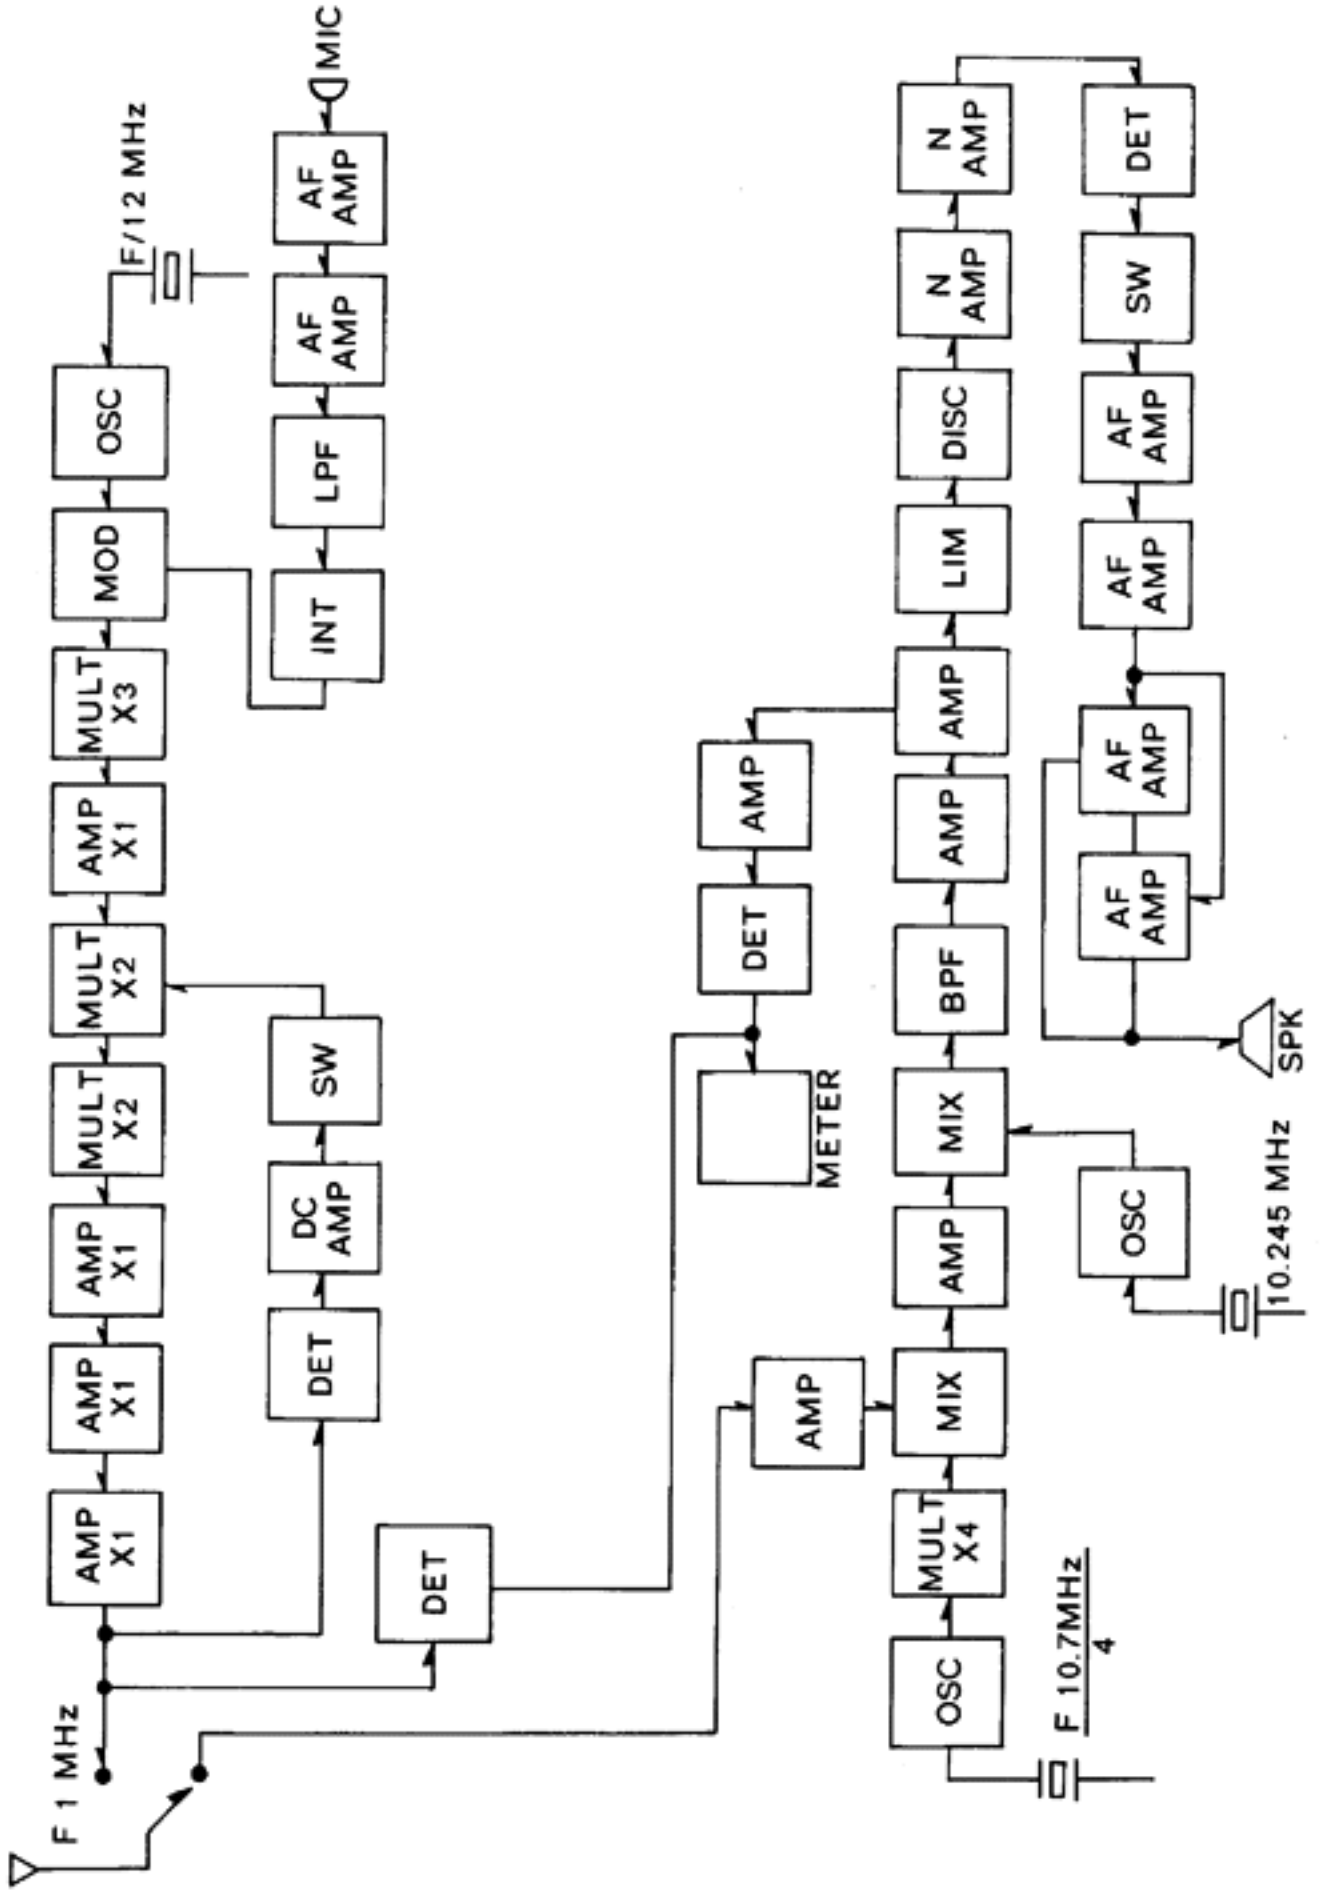 F 1 MHz
AMP
X1
AMP
X1
AMP
X1
MULT
X2
MULT
X2
AMP
X1
MULT
X3
MOD
OSC
F/12 MHz
DET
DC
AMP
SW
INT
LPF
AF
AMP
AF
AMP
MIC
DET
METER
DET
AMP
AMP
OSC
MULT
X4
MIX
AMP
MIX
BPF
AMP
AMP
LIM
DISC
N
AMP
N
AMP
F 10.7MHz
4
OSC
10.245 MHz
SPK
AF
AMP
AF
AMP
AF
AMP
AF
AMP
SW
DET